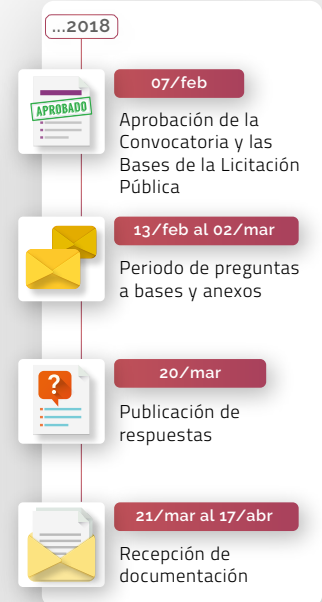 ...2018
07/feb
APROBADO
Aprobación de la
Convocatoria y las
Bases de la Licitación
Pública
13/feb al 02/mar
Periodo de preguntas
a bases y anexos
20/mar
?
Publicación de
respuestas
21/mar al 17/abr
Recepción de
documentación